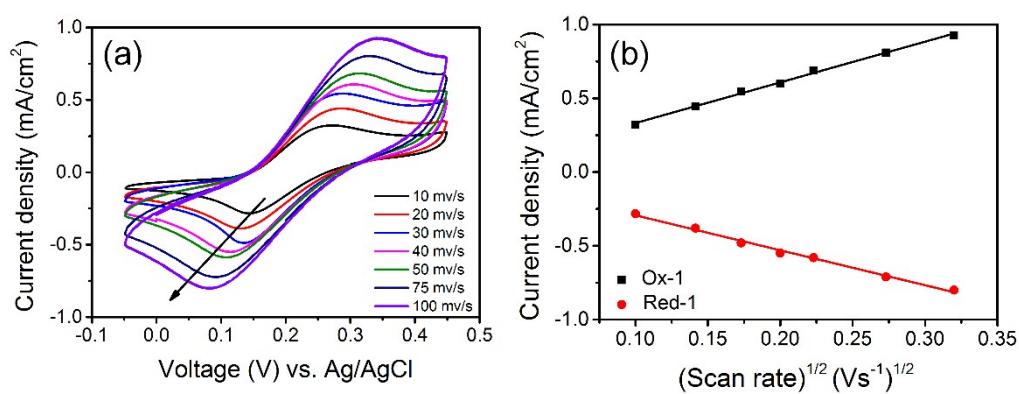 (a)
Current density (mA/cm²)
1.0
0.5
0.0
-0.5
-1.0
10 mv/s
20 mv/s
30 mv/s
40 mv/s
50 mv/s
75 mv/s
100 mv/s
-0.1 0.0 0.1 0.2 0.3 0.4 0.5
Voltage (V) vs. Ag/AgCl
(b)
Current density (mA/cm²)
1.0
0.5
0.0
-0.5
-1.0
Ox-1
Red-1
0.10 0.15 0.20 0.25 0.30 0.35
(Scan rate)^1/2 (Vs⁻¹)^1/2